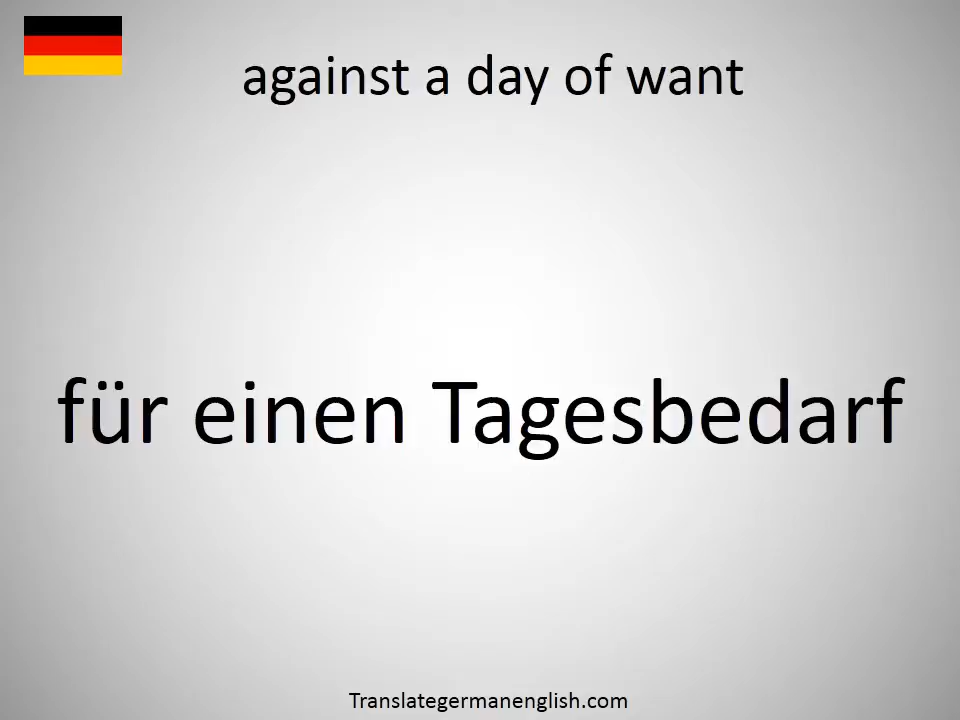 against a day of want
für einen Tagesbedarf
Translategermanenglish.com